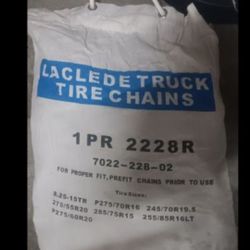 LACLEDE TRUCK
TIRE CHAINS
1PR 2228R
7022-228-02
FOR PROPER FIT, PREFIT CHAINS PRIOR TO USE
Tire Sizes:
8.25-15TR P275/70R16 245/70R19.5
275/55R20 285/75R15 255/85R16LT
P275/60R20